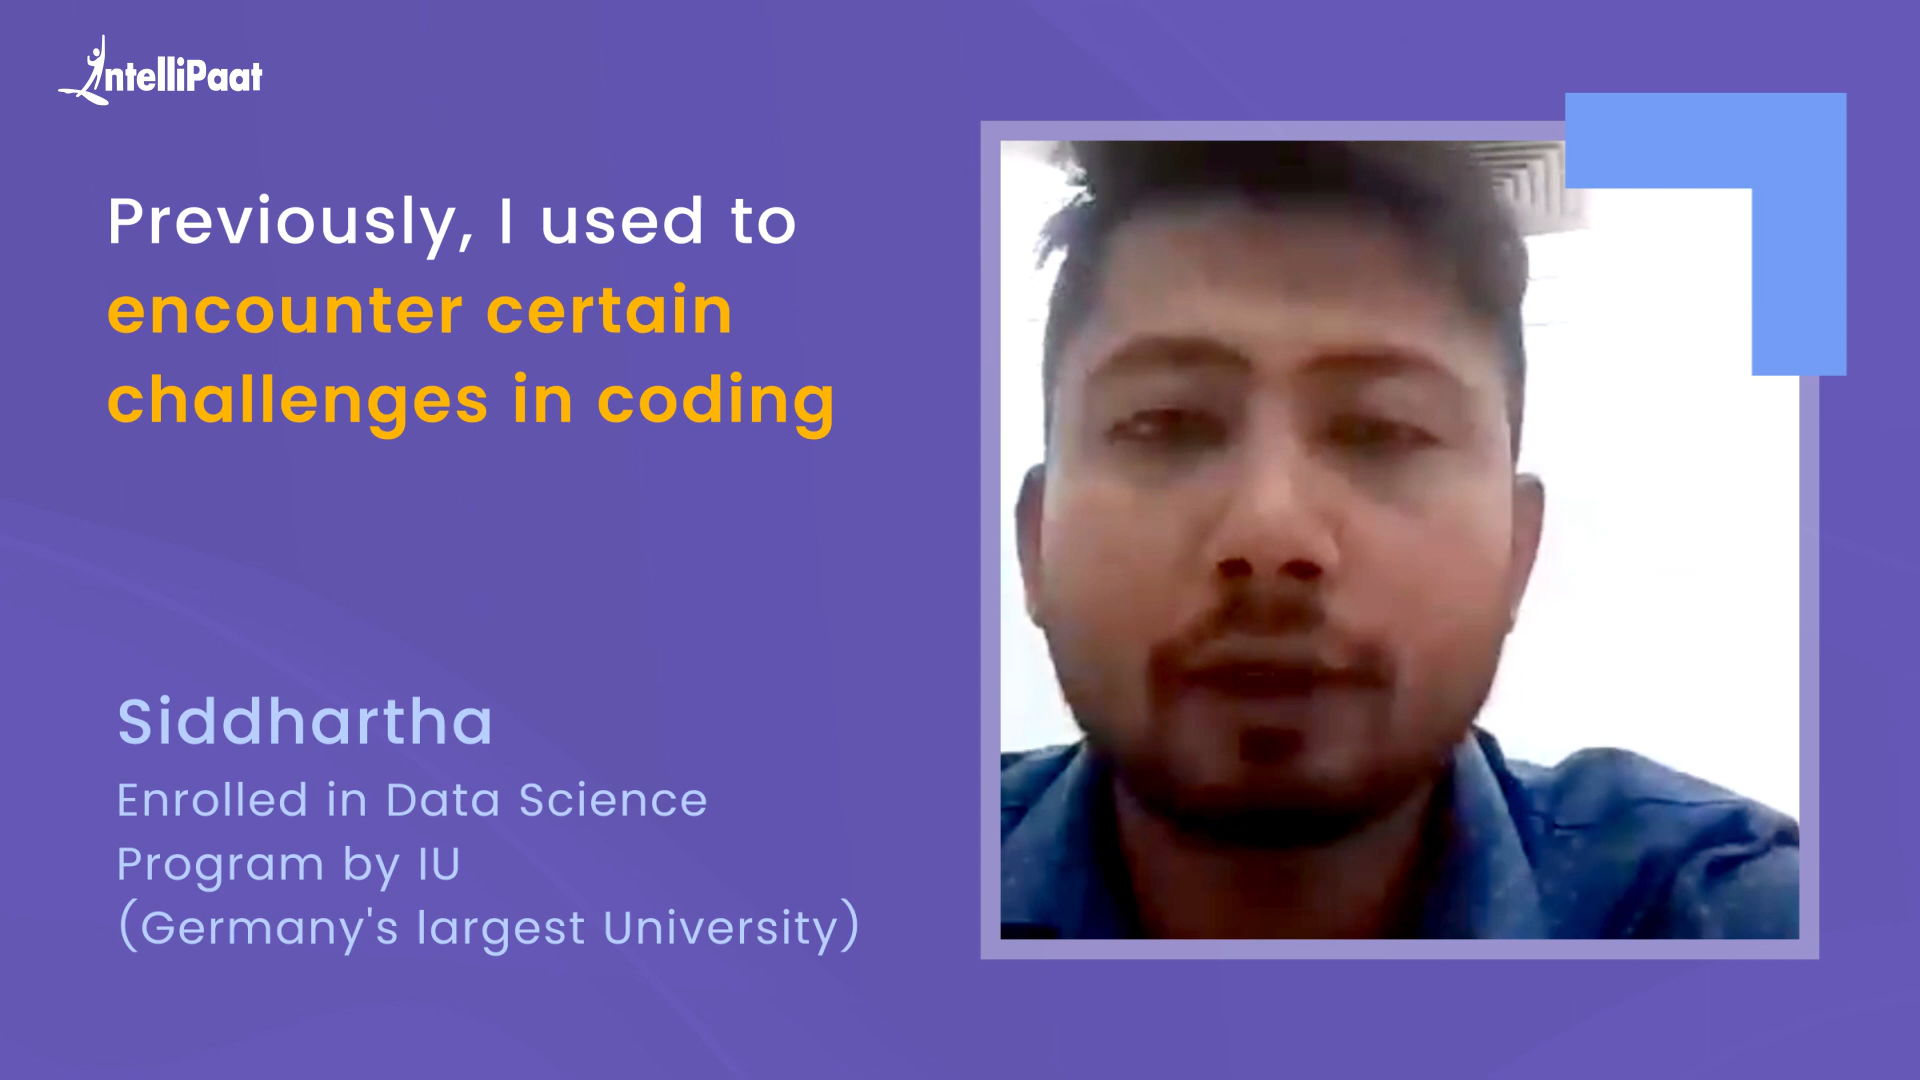 IntelliPaat
Previously, I used to
encounter certain
challenges in coding
Siddhartha
Enrolled in Data Science
Program by IU
(Germany's largest University)